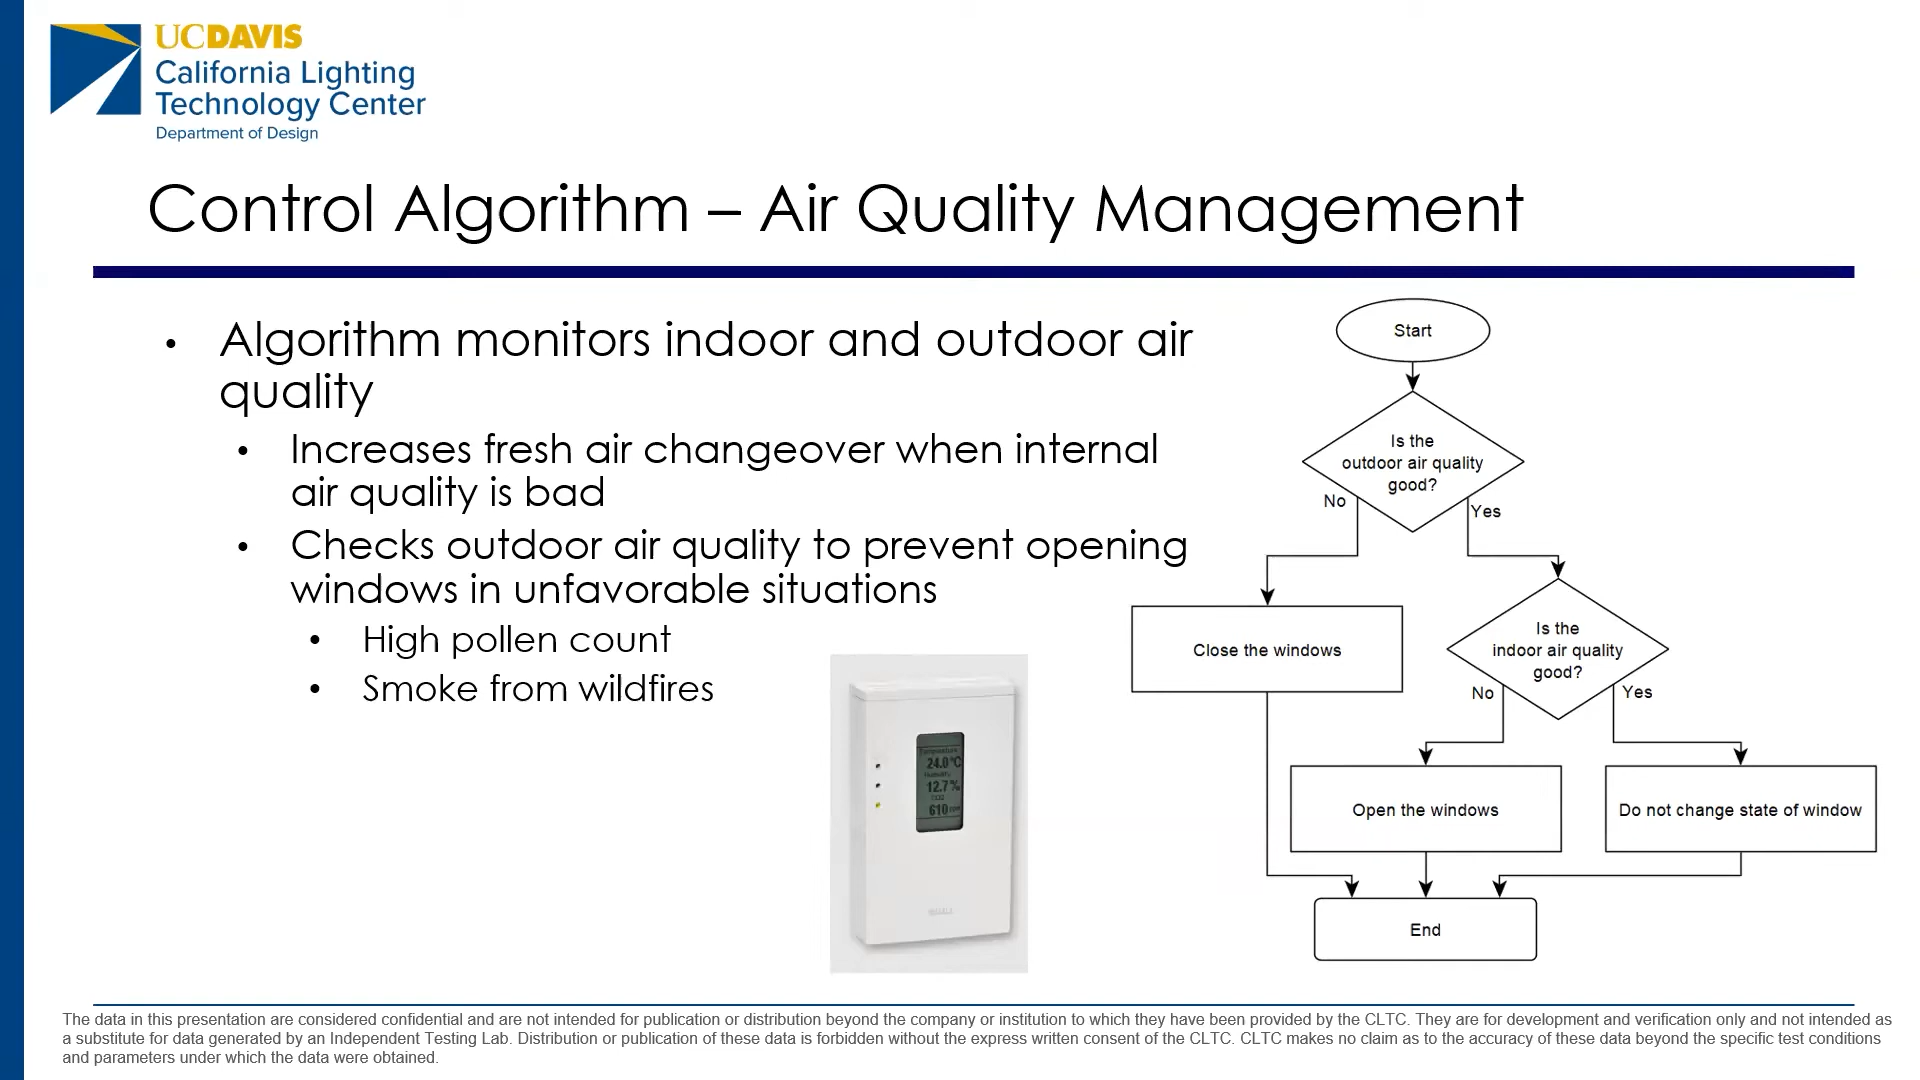 UCDAVIS
California Lighting
Technology Center
Department of Design
Control Algorithm – Air Quality Management
• Algorithm monitors indoor and outdoor air
quality
• Increases fresh air changeover when internal
air quality is bad
• Checks outdoor air quality to prevent opening
windows in unfavorable situations
• High pollen count
• Smoke from wildfires
Temperature
24.0°C
Humidity
12.7%
610 ppm
Start
Is the
outdoor air quality
good?
No
Yes
Close the windows
Is the
indoor air quality
good?
No
Yes
Open the windows
Do not change state of window
End
The data in this presentation are considered confidential and are not intended for publication or distribution beyond the company or institution to which they have been provided by the CLTC. They are for development and verification only and not intended as
a substitute for data generated by an Independent Testing Lab. Distribution or publication of these data is forbidden without the express written consent of the CLTC. CLTC makes no claim as to the accuracy of these data beyond the specific test conditions
and parameters under which the data were obtained.